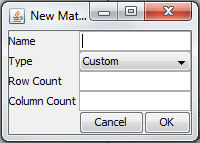 New Mat...
Name
Type Custom
Row Count
Column Count
Cancel OK